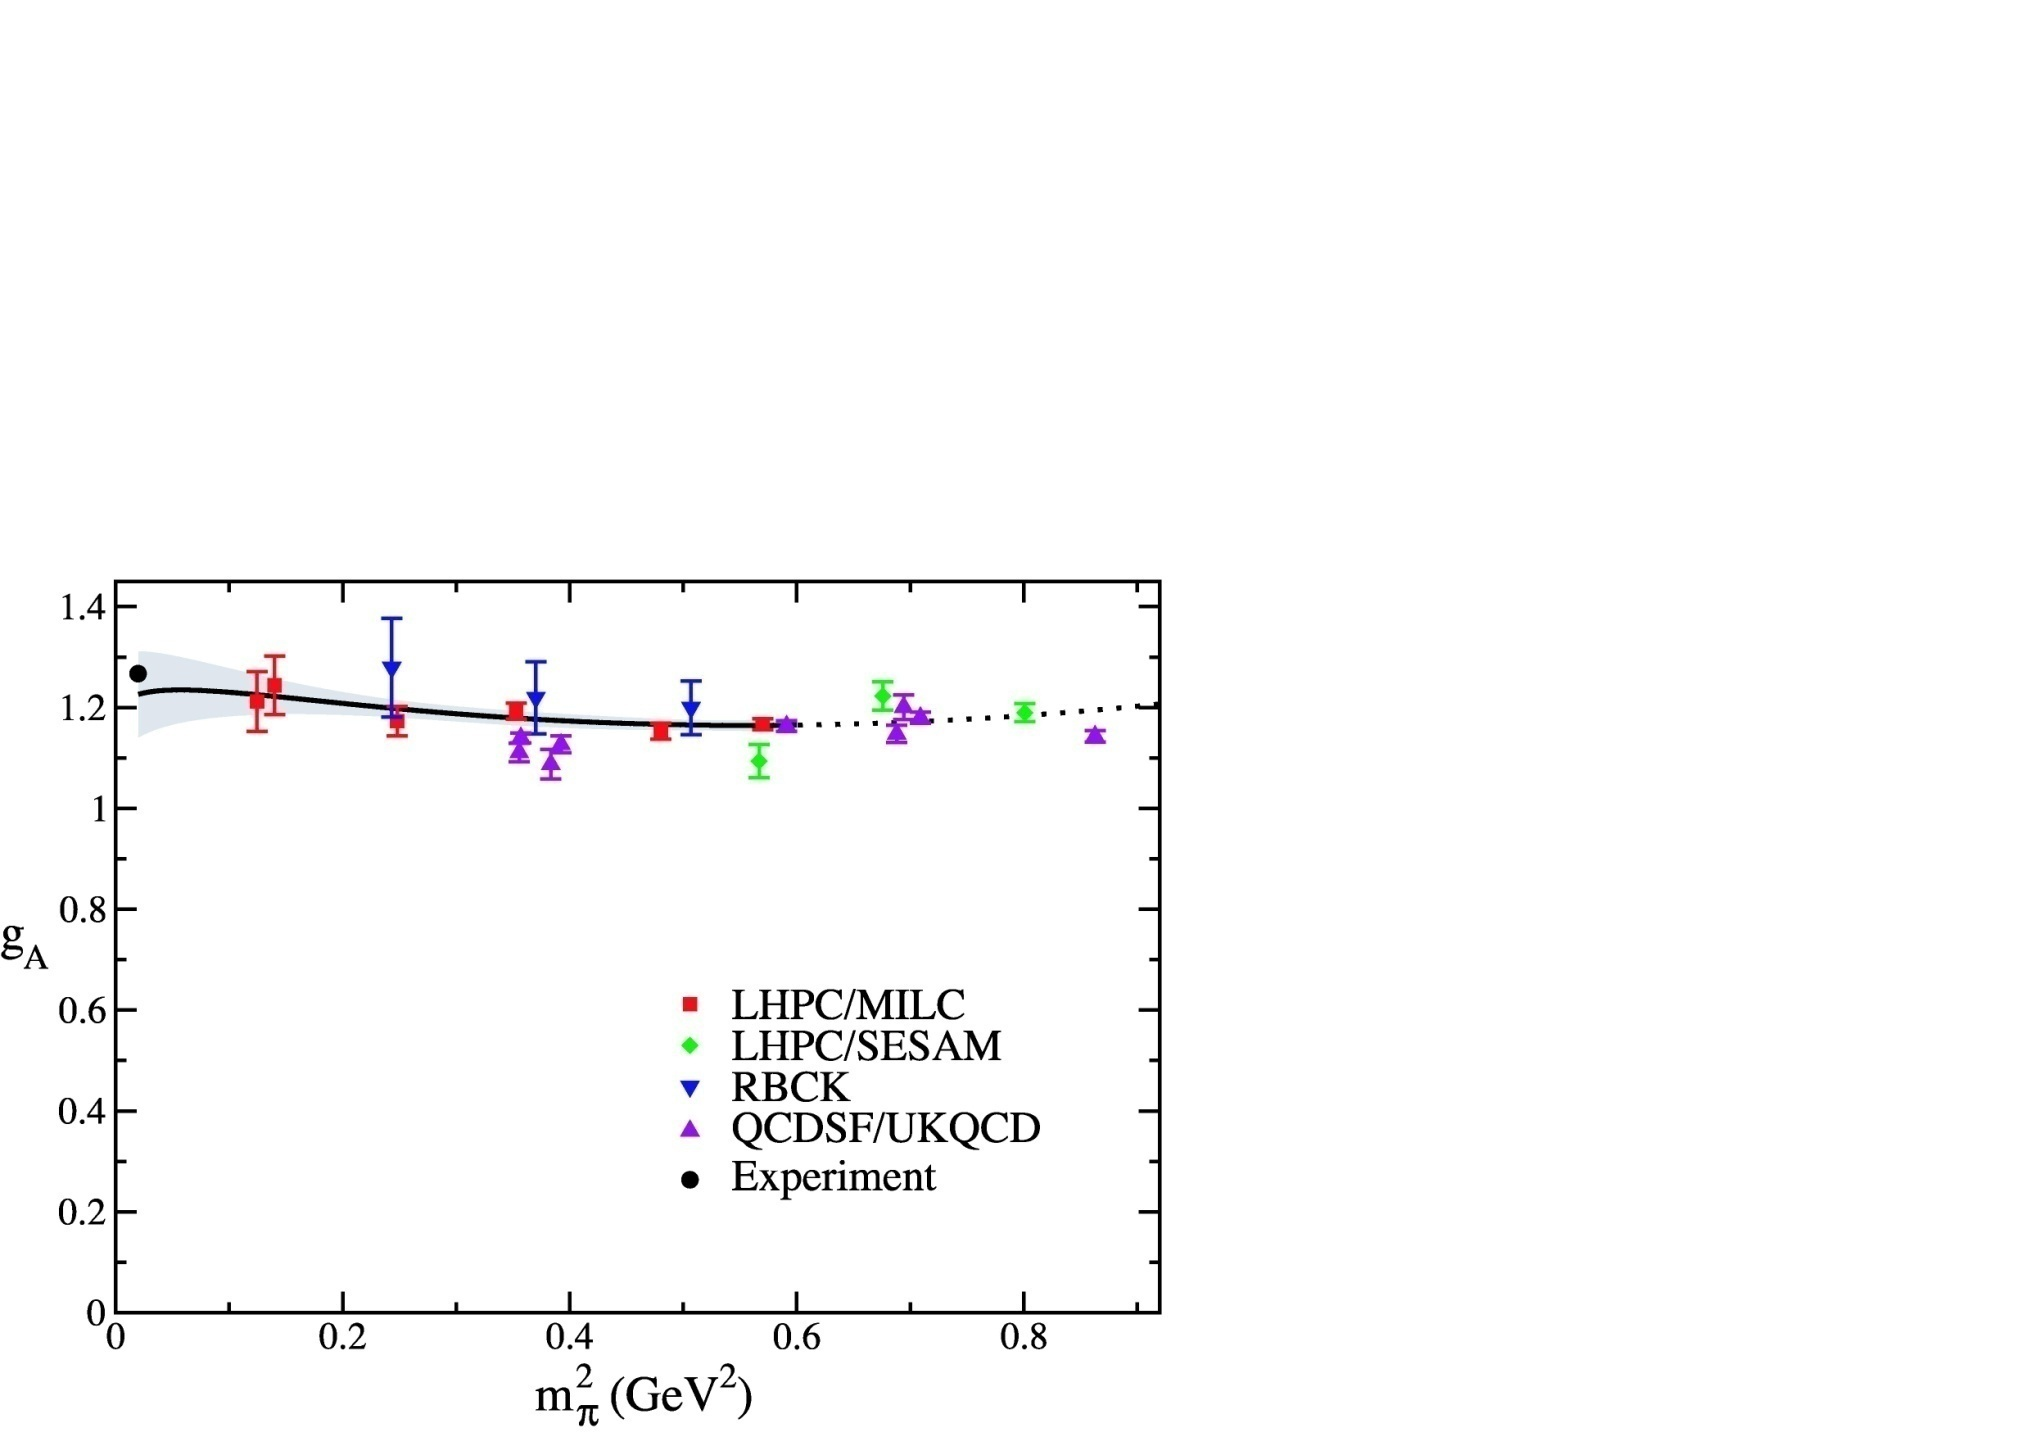 1.4
1.2
1
0.8
g_A
0.6
0.4
0.2
0
LHPC/MILC
LHPC/SESAM
RBCK
QCDSF/UKQCD
Experiment
0 0.2 0.4 0.6 0.8
m_π^2 (GeV^2)